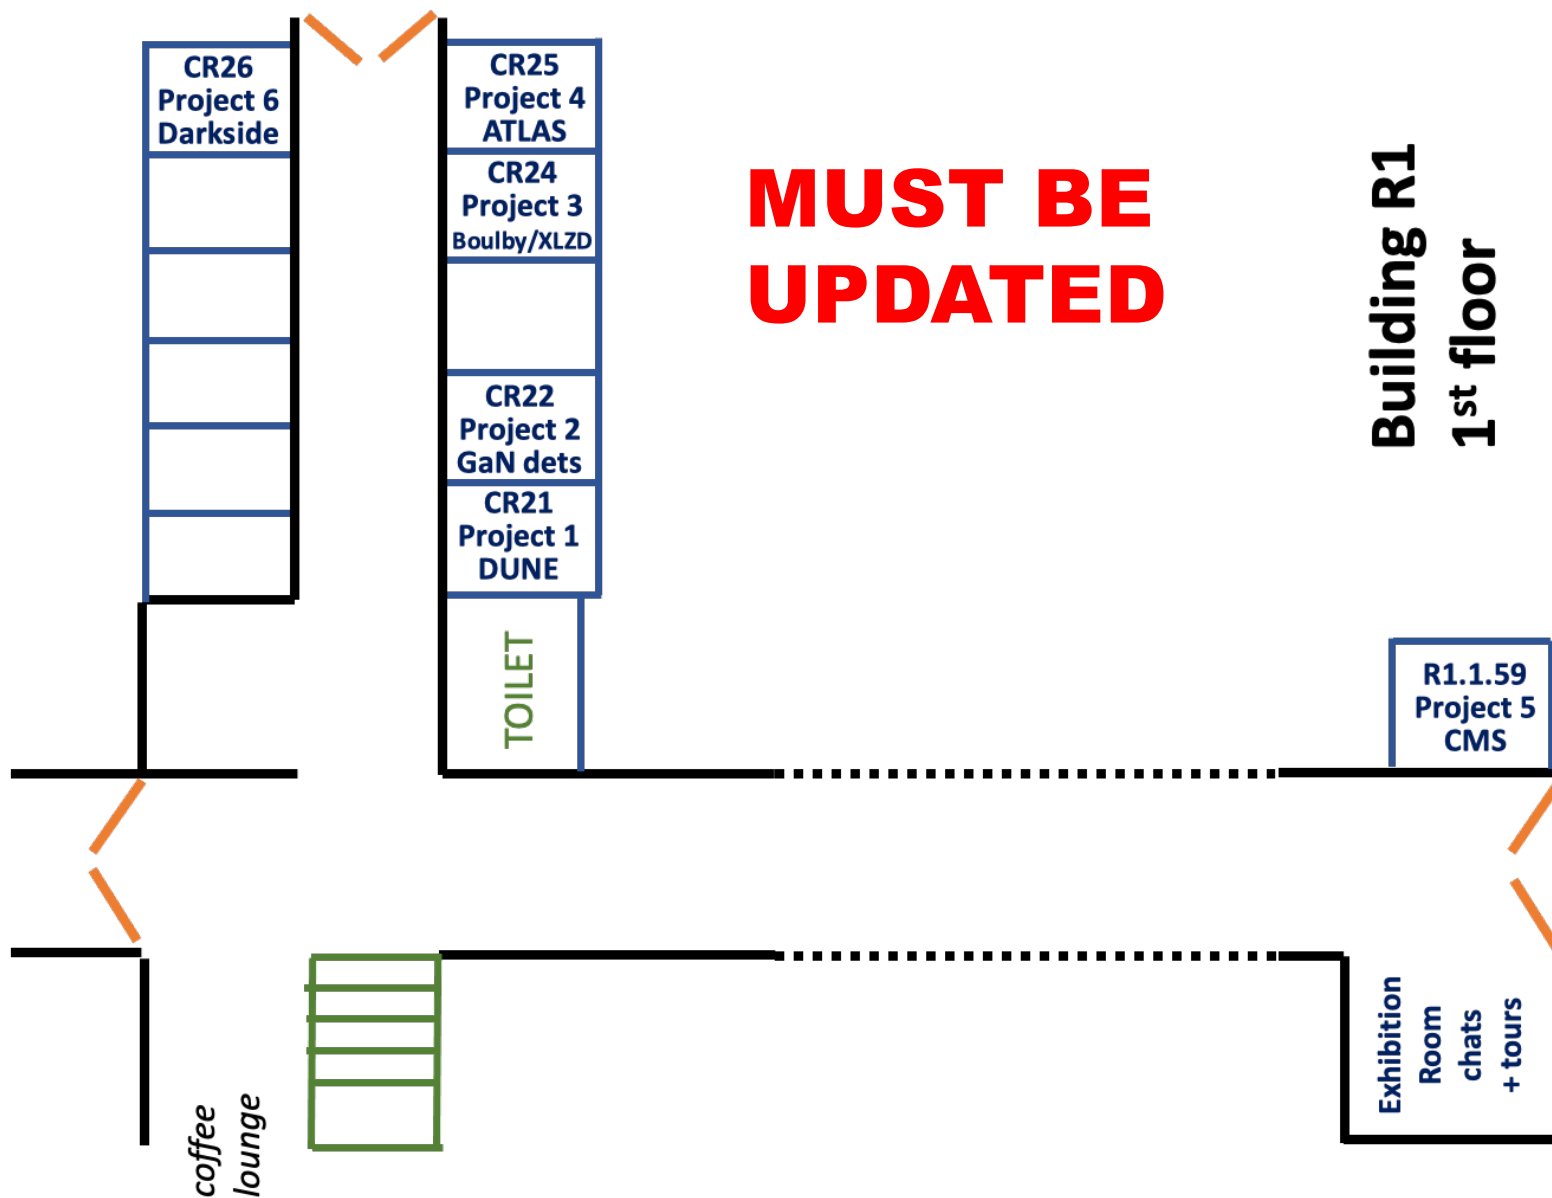 CR26
Project 6
Darkside
CR25
Project 4
ATLAS
CR24
Project 3
Boulby/XLZD
CR22
Project 2
GaN dets
CR21
Project 1
DUNE
TOILET
MUST BE
UPDATED
Building R1
1st floor
R1.1.59
Project 5
CMS
Exhibition
Room
chats
+ tours
coffee
lounge